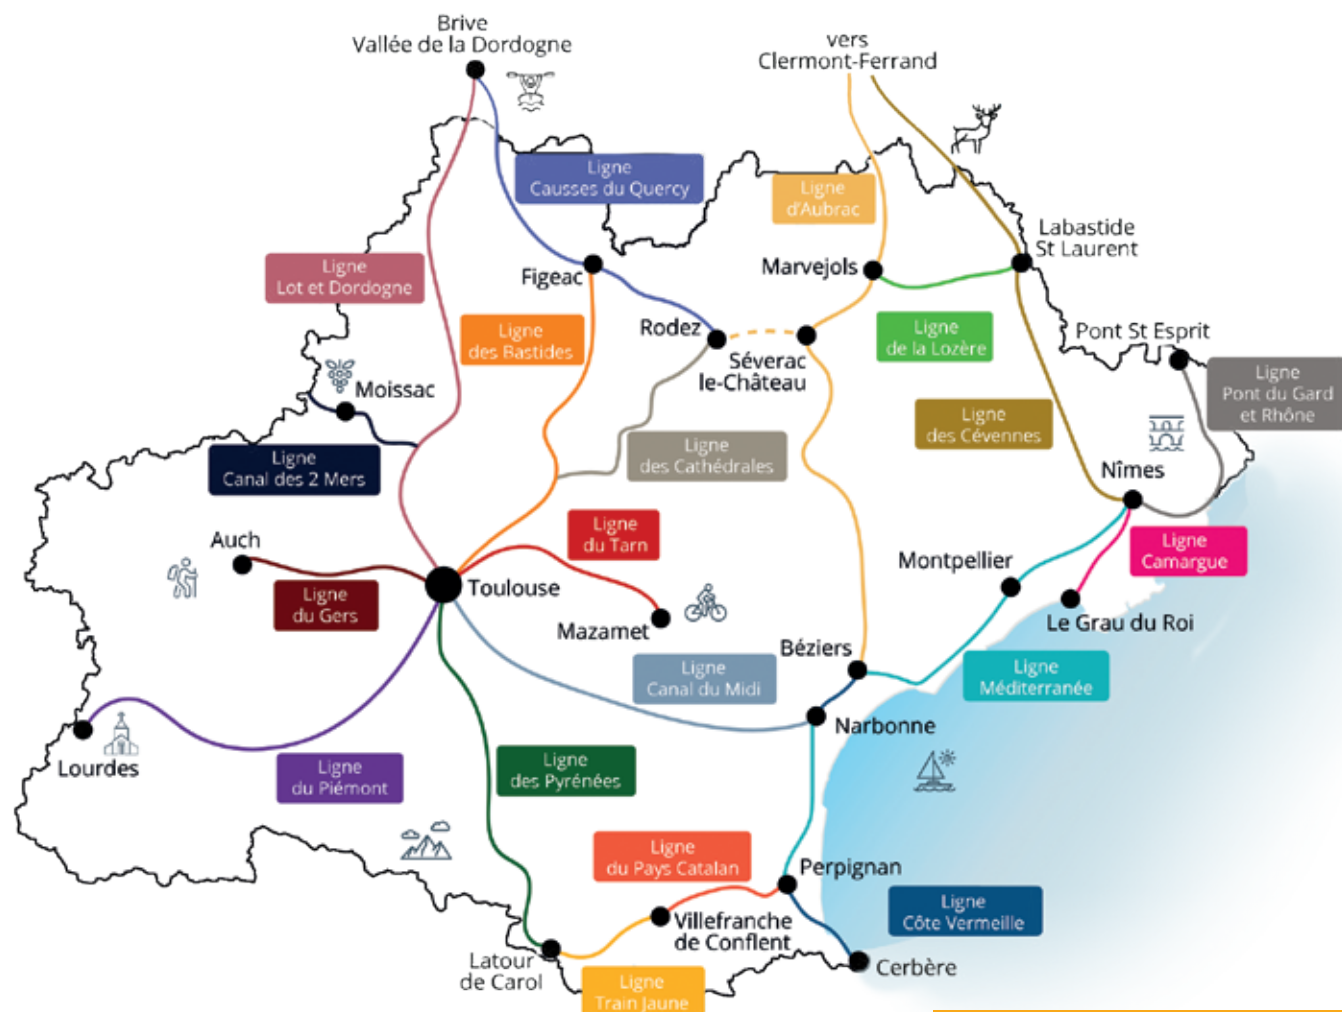 Brive
Vallée de la Dordogne
vers
Clermont-Ferrand
Ligne
Causses du Quercy
Ligne
d'Aubrac
Labastide
St Laurent
Ligne
Lot et Dordogne
Figeac
Marvejols
Ligne
des Bastides
Rodez
Séverac
le-Château
Ligne
de la Lozère
Pont St Esprit
Ligne
Pont du Gard
et Rhône
Moissac
Ligne
Canal des 2 Mers
Ligne
des Cathédrales
Ligne
des Cévennes
Nîmes
Auch
Ligne
du Tarn
Ligne
Camargue
Montpellier
Ligne
du Gers
Toulouse
Mazamet
Le Grau du Roi
Béziers
Ligne
Canal du Midi
Ligne
Méditerranée
Narbonne
Lourdes
Ligne
du Piémont
Ligne
des Pyrénées
Ligne
du Pays Catalan
Perpignan
Ligne
Côte Vermeille
Villefranche
de Conflent
Latour
de Carol
Cerbère
Ligne
Train Jaune